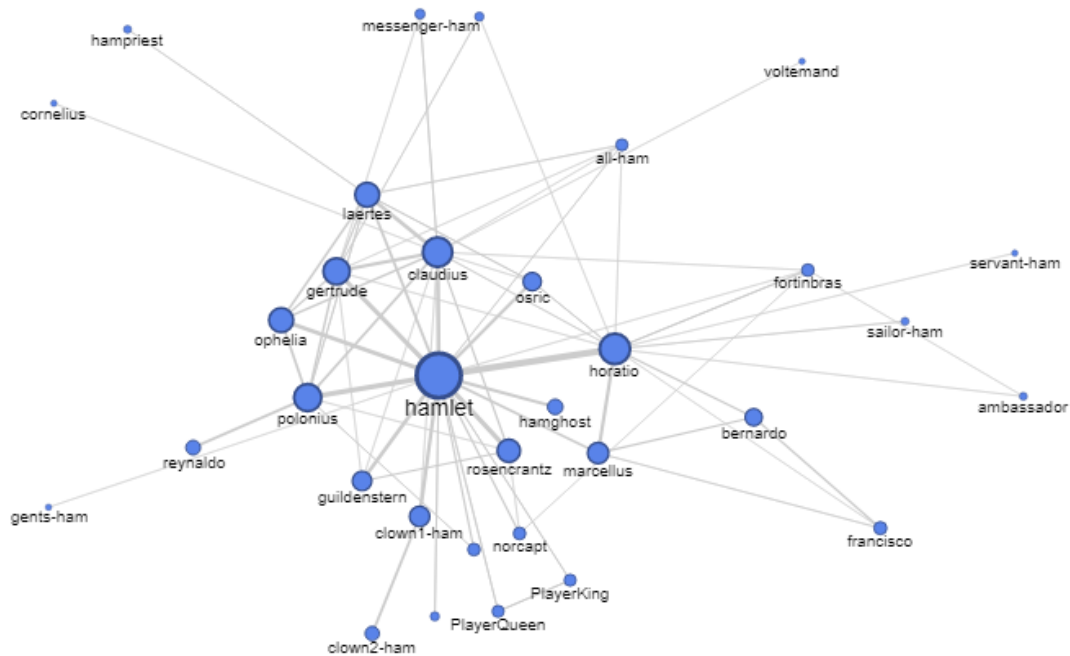 messenger-ham
hampriest
voltemand
cornelius
all-ham
laertes
claudius
servant-ham
gertrude
osric
fortinbras
ophelia
sailor-ham
horatio
hamlet
polonius
hamghost
ambassador
bernardo
reynaldo
rosencrantz
marcellus
guildenstern
gents-ham
clown1-ham
norcapt
francisco
PlayerKing
PlayerQueen
clown2-ham